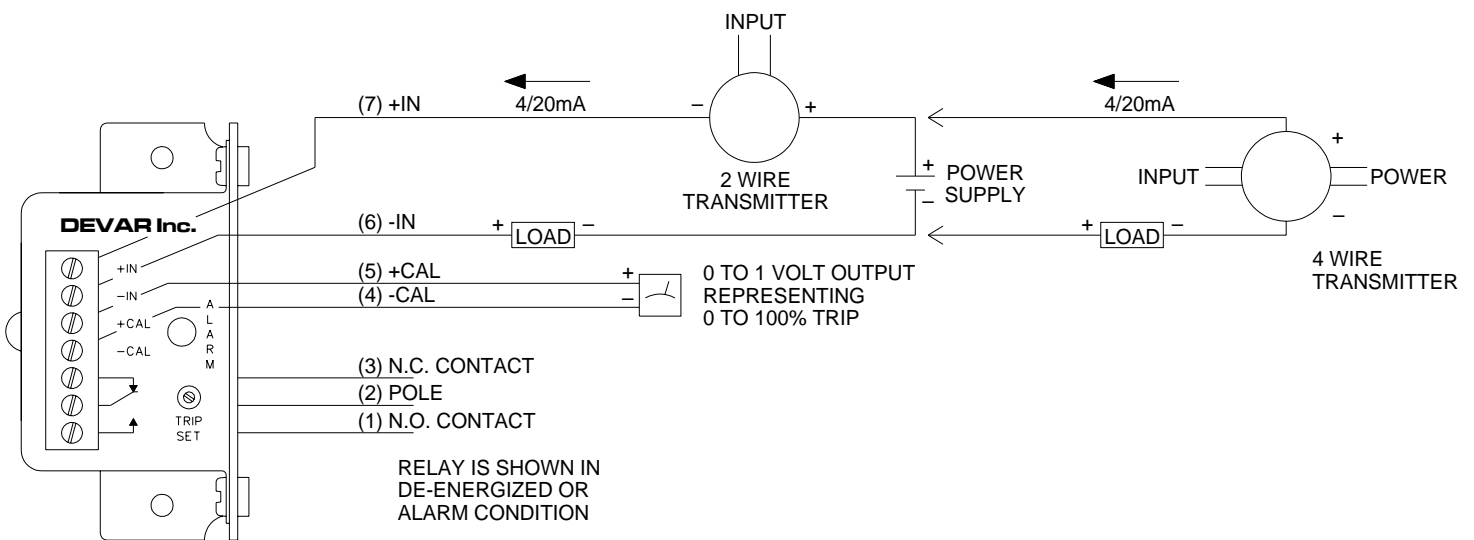 INPUT
(7) +IN
4/20mA
– +
4/20mA
+
INPUT
POWER
–
2 WIRE
TRANSMITTER
+
–
POWER
SUPPLY
DEVAR Inc.
(6) -IN
+ LOAD –
+ LOAD –
4 WIRE
TRANSMITTER
+IN
–IN
+CAL
–CAL
ALARM
TRIP
SET
(5) +CAL
(4) -CAL
+
–
0 TO 1 VOLT OUTPUT
REPRESENTING
0 TO 100% TRIP
(3) N.C. CONTACT
(2) POLE
(1) N.O. CONTACT
RELAY IS SHOWN IN
DE-ENERGIZED OR
ALARM CONDITION